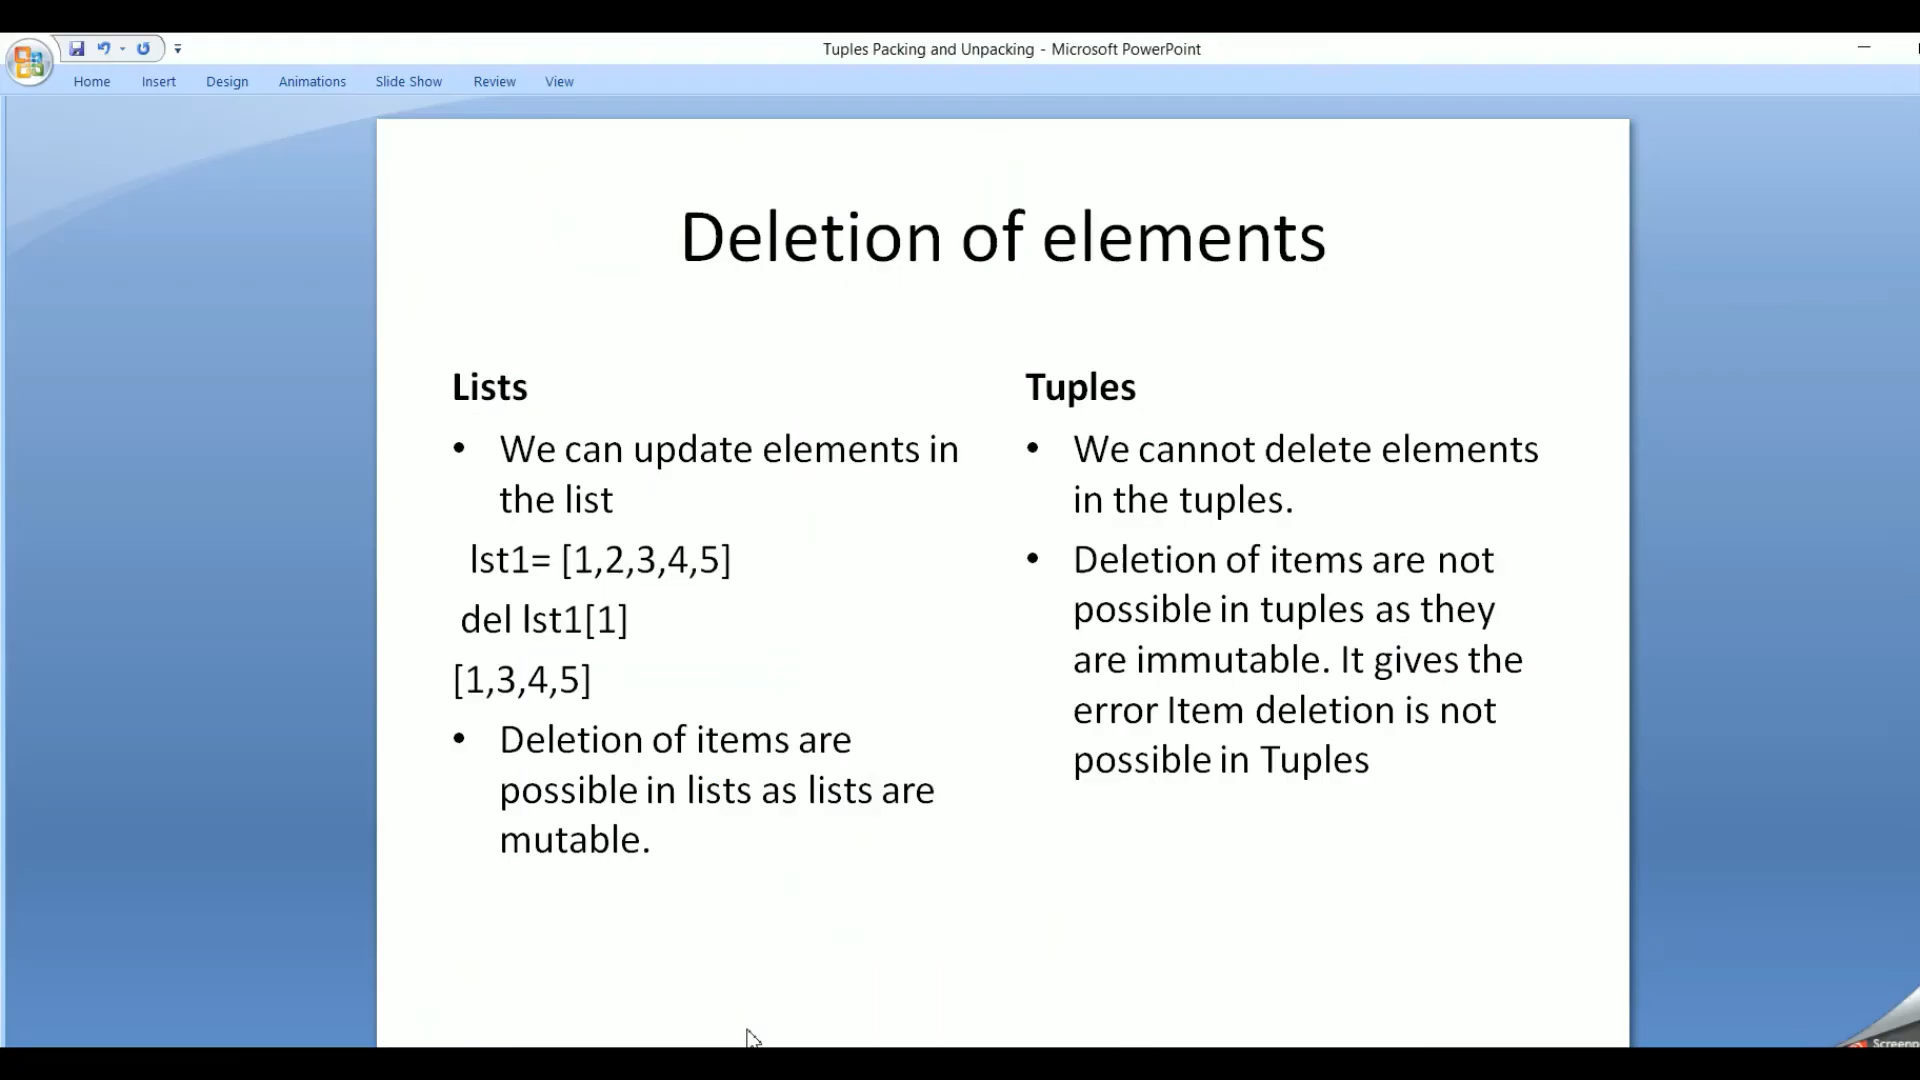 Tuples Packing and Unpacking - Microsoft PowerPoint
Home Insert Design Animations Slide Show Review View
Deletion of elements
Lists
• We can update elements in
the list
lst1= [1,2,3,4,5]
del lst1[1]
[1,3,4,5]
• Deletion of items are
possible in lists as lists are
mutable.
Tuples
• We cannot delete elements
in the tuples.
• Deletion of items are not
possible in tuples as they
are immutable. It gives the
error Item deletion is not
possible in Tuples